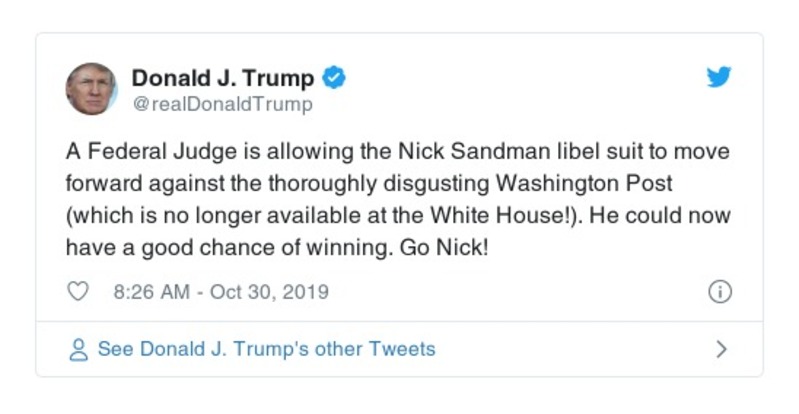 Donald J. Trump
@realDonaldTrump
A Federal Judge is allowing the Nick Sandman libel suit to move
forward against the thoroughly disgusting Washington Post
(which is no longer available at the White House!). He could now
have a good chance of winning. Go Nick!
8:26 AM - Oct 30, 2019
See Donald J. Trump's other Tweets